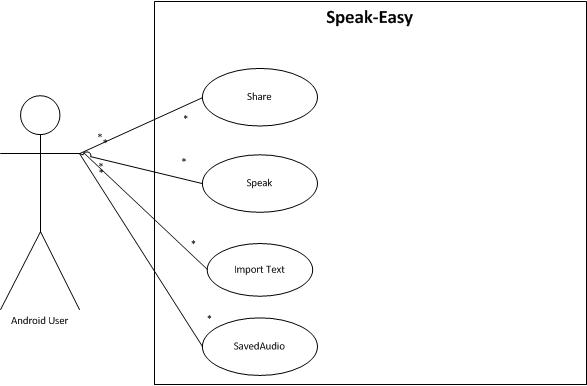 Speak-Easy
Share
*
*
*
*
Speak
*
*
Android User
*
Import Text
*
SavedAudio